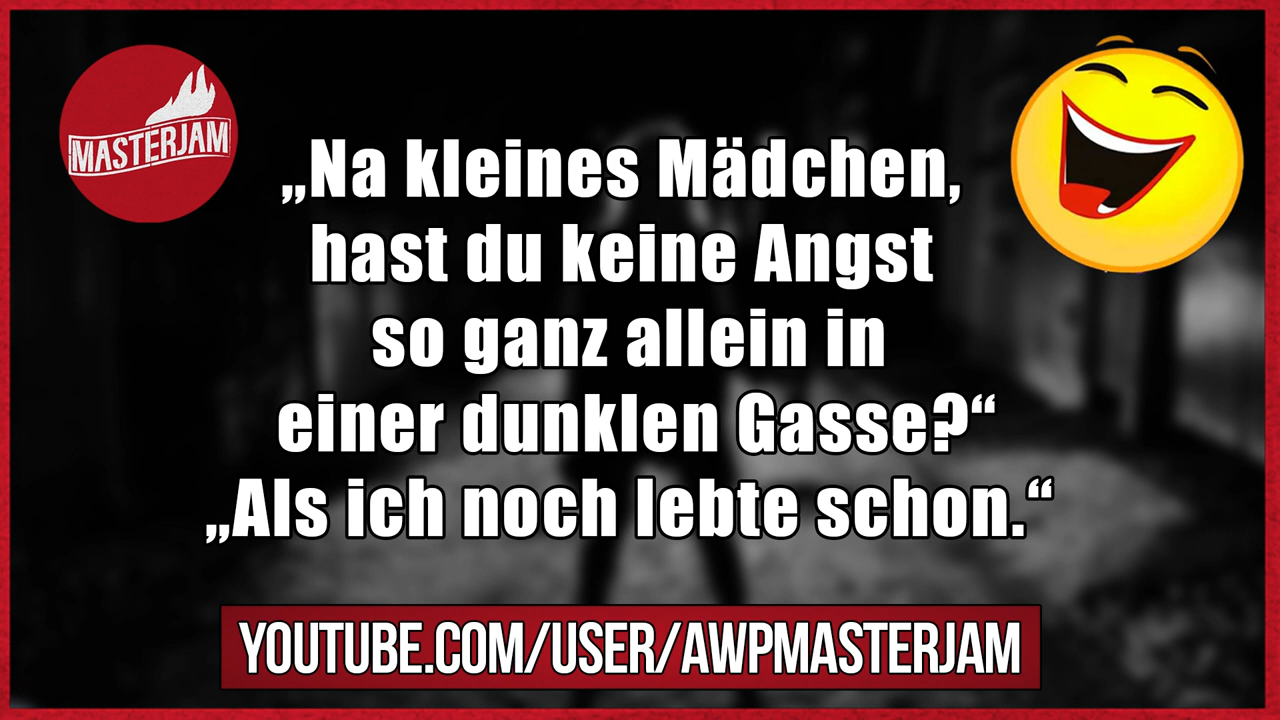 MASTERJAM
„Na kleines Mädchen,
hast du keine Angst
so ganz allein in
einer dunklen Gasse?“
„Als ich noch lebte schon.“
YOUTUBE.COM/USER/AWPMASTERJAM